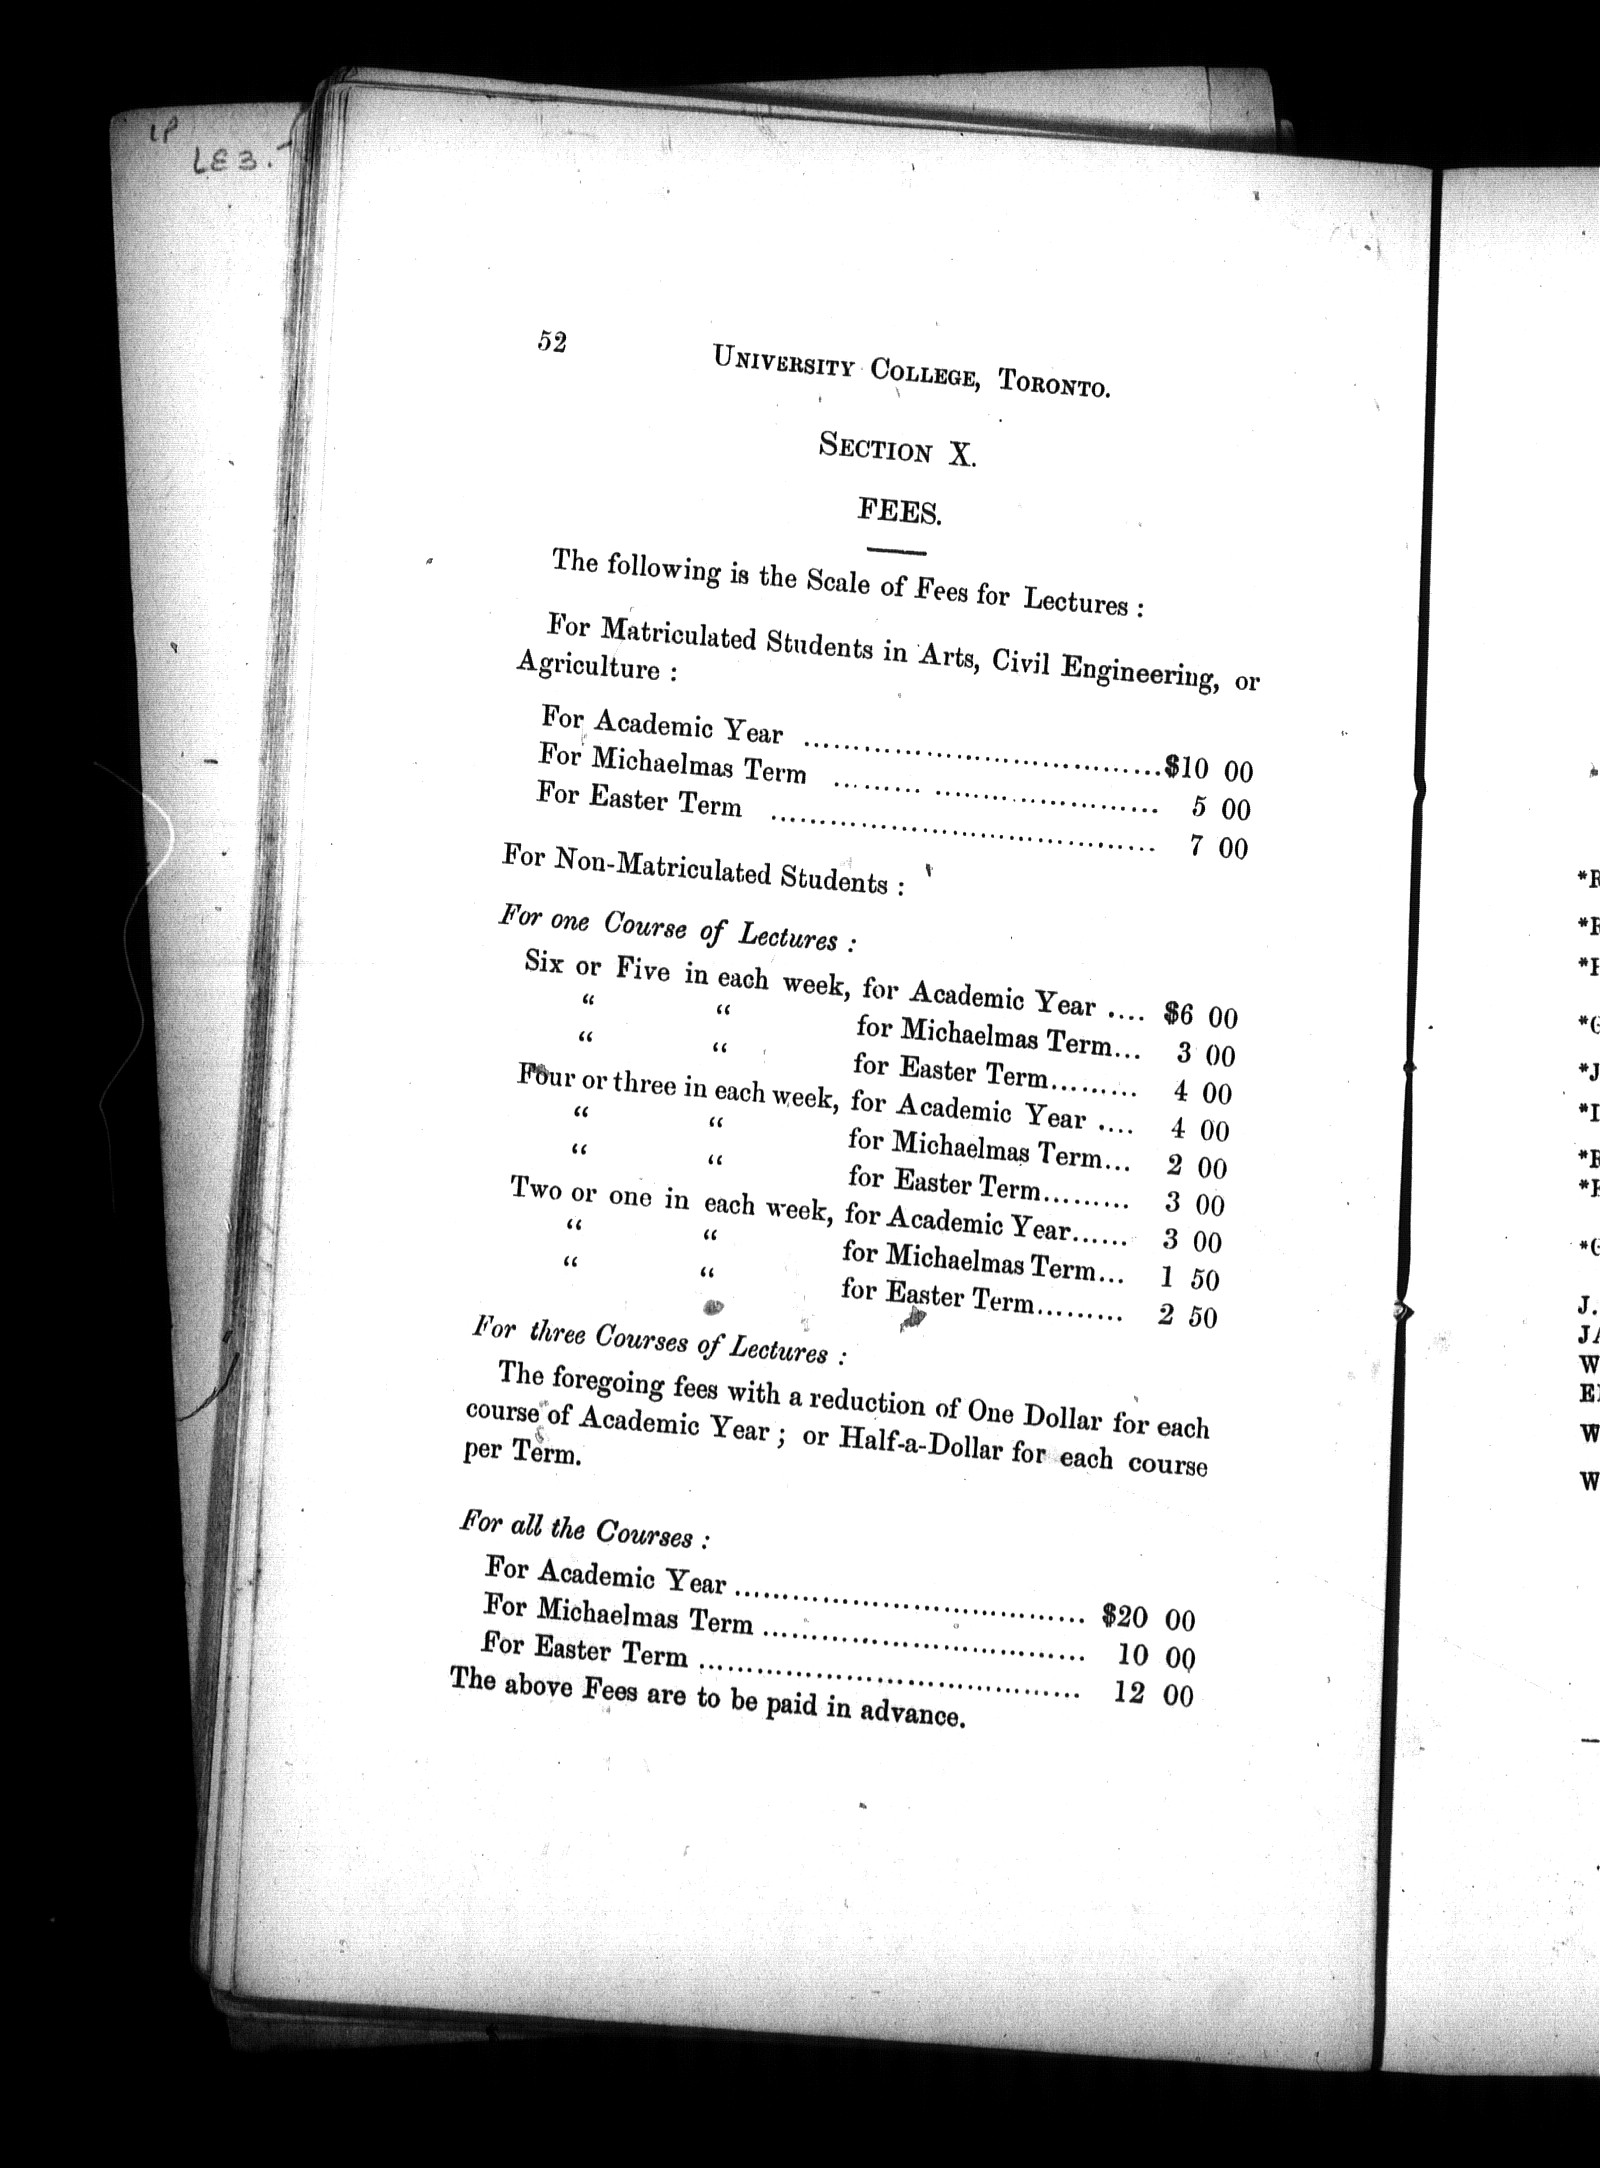 LE3.
52
UNIVERSITY COLLEGE, TORONTO.
SECTION X.
FEES.
The following is the Scale of Fees for Lectures :
For Matriculated Students in Arts, Civil Engineering, or
Agriculture :
For Academic Year ....................................$10 00
For Michaelmas Term ......... ...................... 5 00
For Easter Term ...................................... 7 00
For Non-Matriculated Students :
For one Course of Lectures :
Six or Five in each week, for Academic Year .... $6 00
“ “ for Michaelmas Term... 3 00
“ “ for Easter Term......... 4 00
Four or three in each week, for Academic Year .... 4 00
“ “ for Michaelmas Term... 2 00
“ “ for Easter Term......... 3 00
Two or one in each week, for Academic Year...... 3 00
“ “ for Michaelmas Term... 1 50
“ “ for Easter Term......... 2 50
For three Courses of Lectures :
The foregoing fees with a reduction of One Dollar for each
course of Academic Year ; or Half-a-Dollar for each course
per Term.
For all the Courses :
For Academic Year .................................... $20 00
For Michaelmas Term ................................. 10 00
For Easter Term ....................................... 12 00
The above Fees are to be paid in advance.